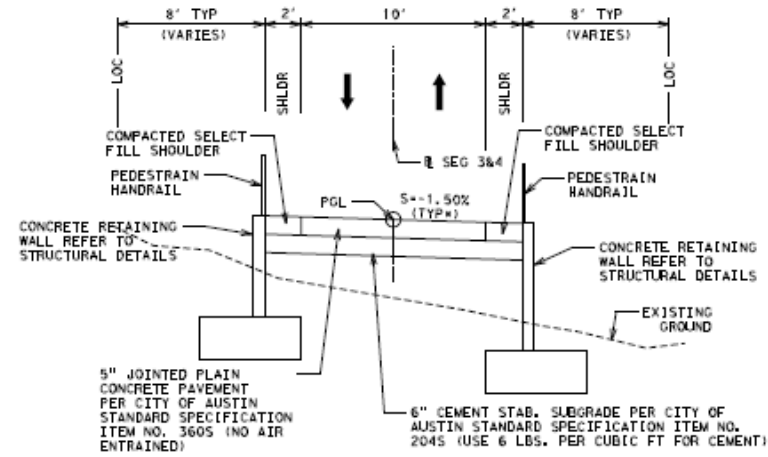 8' TYP
(VARIES)
2'
10'
2'
8' TYP
(VARIES)
LOC
SHLDR
SHLDR
LOC
COMPACTED SELECT
FILL SHOULDER
COMPACTED SELECT
FILL SHOULDER
PEDESTRAIN
HANDRAIL
SEG 3&4
PEDESTRAIN
HANDRAIL
PGL
S=-1.50%
(TYP*)
CONCRETE RETAINING
WALL REFER TO
STRUCTURAL DETAILS
CONCRETE RETAINING
WALL REFER TO
STRUCTURAL DETAILS
EXISTING
GROUND
5" JOINTED PLAIN
CONCRETE PAVEMENT
PER CITY OF AUSTIN
STANDARD SPECIFICATION
ITEM NO. 360S (NO AIR
ENTRAINED)
6" CEMENT STAB. SUBGRADE PER CITY OF
AUSTIN STANDARD SPECIFICATION ITEM NO.
204S (USE 6 LBS. PER CUBIC FT FOR CEMENT)